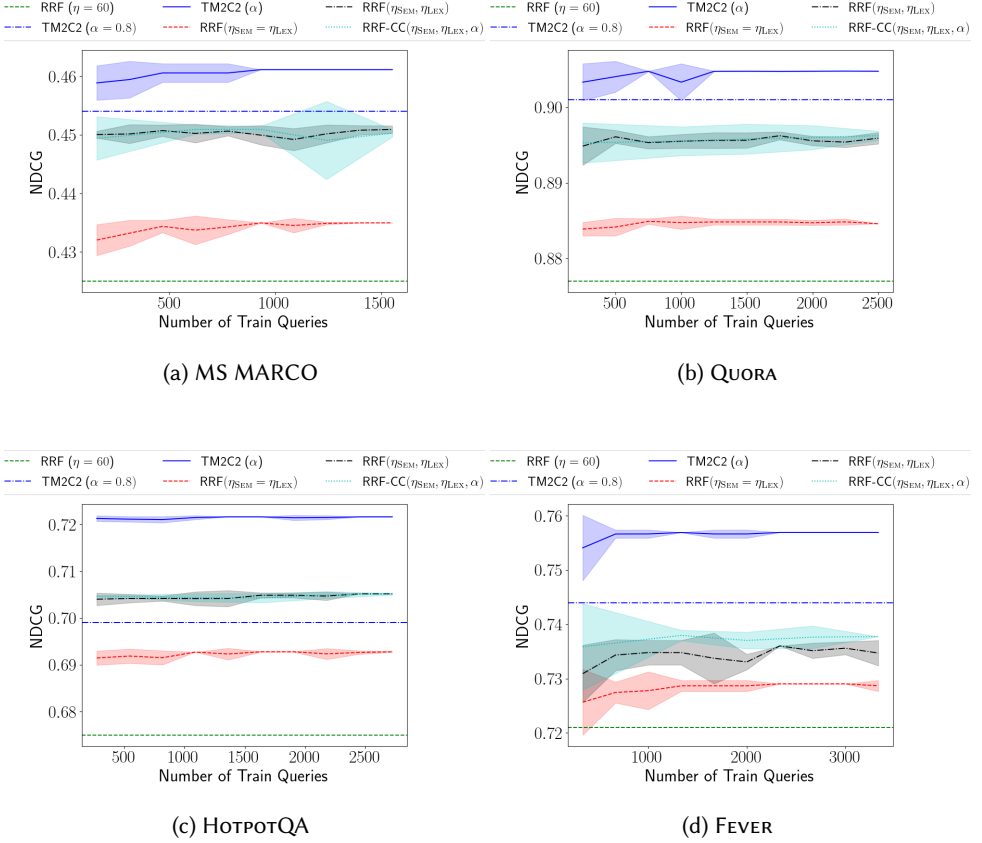 RRF (η = 60) TM2C2 (α) RRF(ηSEM, ηLEX)
TM2C2 (α = 0.8) RRF(ηSEM = ηLEX) RRF-CC(ηSEM, ηLEX, α)
0.46
0.45
0.44
0.43
NDCG
500 1000 1500
Number of Train Queries
(a) MS MARCO
RRF (η = 60) TM2C2 (α) RRF(ηSEM, ηLEX)
TM2C2 (α = 0.8) RRF(ηSEM = ηLEX) RRF-CC(ηSEM, ηLEX, α)
0.90
0.89
0.88
NDCG
500 1000 1500 2000 2500
Number of Train Queries
(b) QUORA
RRF (η = 60) TM2C2 (α) RRF(ηSEM, ηLEX)
TM2C2 (α = 0.8) RRF(ηSEM = ηLEX) RRF-CC(ηSEM, ηLEX, α)
0.72
0.71
0.70
0.69
0.68
NDCG
500 1000 1500 2000 2500
Number of Train Queries
(c) HOTPOTQA
RRF (η = 60) TM2C2 (α) RRF(ηSEM, ηLEX)
TM2C2 (α = 0.8) RRF(ηSEM = ηLEX) RRF-CC(ηSEM, ηLEX, α)
0.76
0.75
0.74
0.73
0.72
NDCG
1000 2000 3000
Number of Train Queries
(d) FEVER